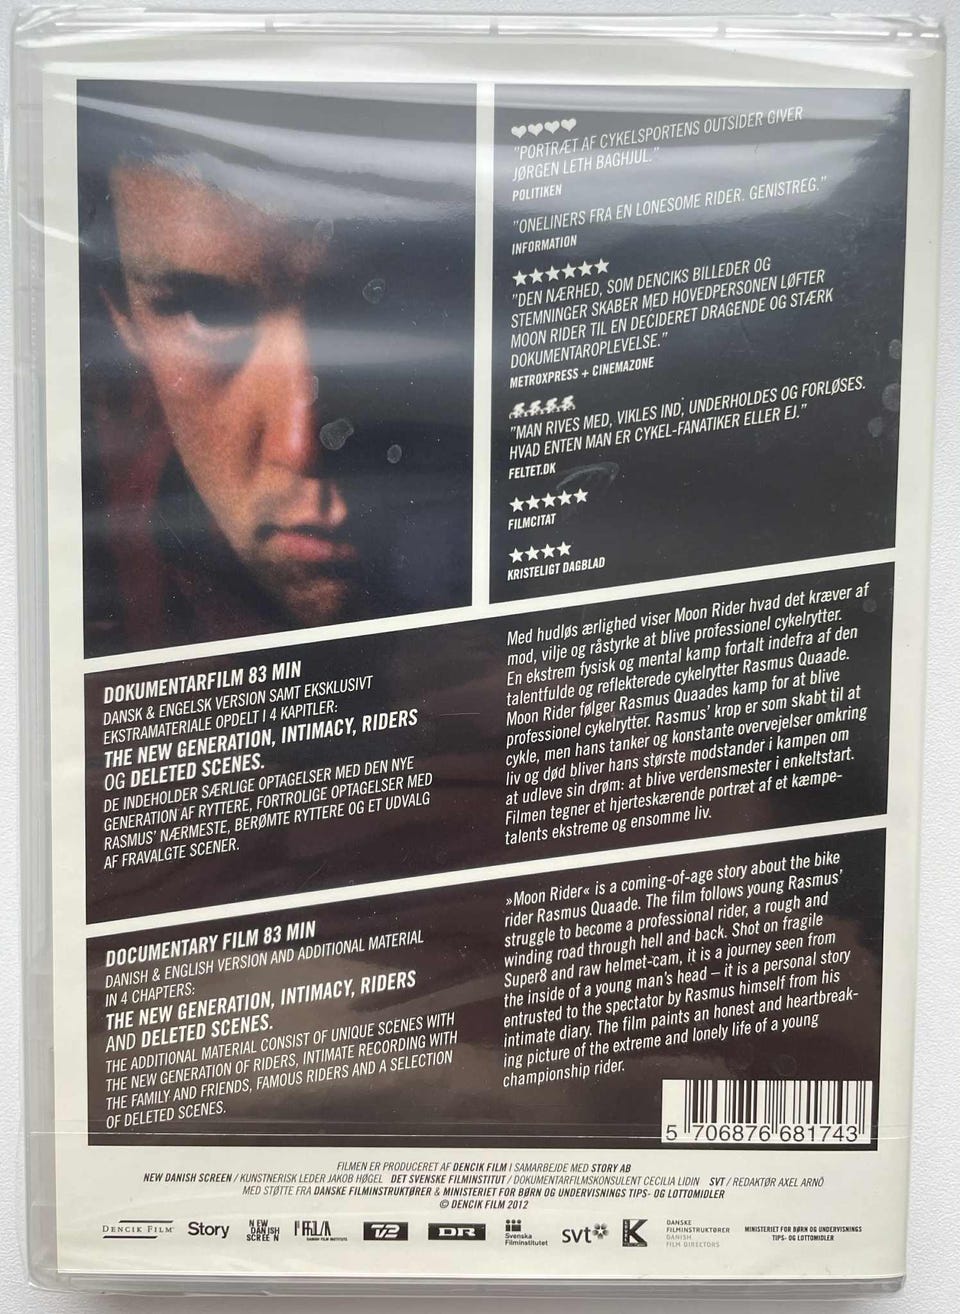 "PORTRÆT AF CYKELSPORTENS OUTSIDER GIVER
JØRGEN LETH BAGHJUL."
POLITIKEN
"ONELINERS FRA EN LONESOME RIDER. GENISTREG."
INFORMATION
"DEN NÆRHED, SOM DENCIKS BILLEDER OG
STEMNINGER SKABER MED HOVEDPERSONEN LØFTER
MOON RIDER TIL EN DECIDERET DRAGENDE OG STÆRK
DOKUMENTAROPLEVELSE."
METROXPRESS + CINEMAZONE
"MAN RIVES MED, VIKLES IND, UNDERHOLDES OG FORLØSES.
HVAD ENTEN MAN ER CYKEL-FANATIKER ELLER EJ."
FELTET.DK
FILMCITAT
KRISTELIGT DAGBLAD
DOKUMENTARFILM 83 MIN
DANSK & ENGELSK VERSION SAMT EKSKLUSIVT
EKSTRAMATERIALE OPDELT I 4 KAPITLER:
THE NEW GENERATION, INTIMACY, RIDERS
OG DELETED SCENES.
DE INDEHOLDER SÆRLIGE OPTAGELSER MED DEN NYE
GENERATION AF RYTTERE, FORTROLIGE OPTAGELSER MED
RASMUS' NÆRMESTE, BERØMTE RYTTERE OG ET UDVALG
AF FRAVALGTE SCENER.
Med hudløs ærlighed viser Moon Rider hvad det kræver af
mod, vilje og råstyrke at blive professionel cykelrytter.
En ekstrem fysisk og mental kamp fortalt indefra af den
talentfulde og reflekterede cykelrytter Rasmus Quaade.
Moon Rider følger Rasmus Quaades kamp for at blive
professionel cykelrytter. Rasmus' krop er som skabt til at
cykle, men hans tanker og konstante overvejelser omkring
liv og død bliver hans største modstander i kampen om
at udleve sin drøm: at blive verdensmester i enkeltstart.
Filmen tegner et hjerteskærende portræt af et kæmpe-
talents ekstreme og ensomme liv.
DOCUMENTARY FILM 83 MIN
DANISH & ENGLISH VERSION AND ADDITIONAL MATERIAL
IN 4 CHAPTERS:
THE NEW GENERATION, INTIMACY, RIDERS
AND DELETED SCENES.
THE ADDITIONAL MATERIAL CONSIST OF UNIQUE SCENES WITH
THE NEW GENERATION OF RIDERS, INTIMATE RECORDING WITH
THE FAMILY AND FRIENDS, FAMOUS RIDERS AND A SELECTION
OF DELETED SCENES.
»Moon Rider« is a coming-of-age story about the bike
rider Rasmus Quaade. The film follows young Rasmus'
struggle to become a professional rider, a rough and
winding road through hell and back. Shot on fragile
Super8 and raw helmet-cam, it is a journey seen from
the inside of a young man's head – it is a personal story
entrusted to the spectator by Rasmus himself from his
intimate diary. The film paints an honest and heartbreak-
ing picture of the extreme and lonely life of a young
championship rider.
5 706876 681743
FILMEN ER PRODUCERET AF DENCIK FILM I SAMARBEJDE MED STORY AB
NEW DANISH SCREEN / KUNSTNERISK LEDER JAKOB HØGEL DET SVENSKE FILMINSTITUT / DOKUMENTARFILMSKONSULENT CECILIA LIDIN SVT / REDAKTØR AXEL ARNÖ
MED STØTTE FRA DANSKE FILMINSTRUKTØRER & MINISTERIET FOR BØRN OG UNDERVISNINGS TIPS- OG LOTTOMIDLER
© DENCIK FILM 2012
DENCIK FILM Story NEW DANISH SCREEN TV2 DR Svenska Filminstitutet svt K
DANSKE
FILMINSTRUKTØRER
DANISH
FILM DIRECTORS
MINISTERIET FOR BØRN OG UNDERVISNINGS
TIPS- OG LOTTOMIDLER